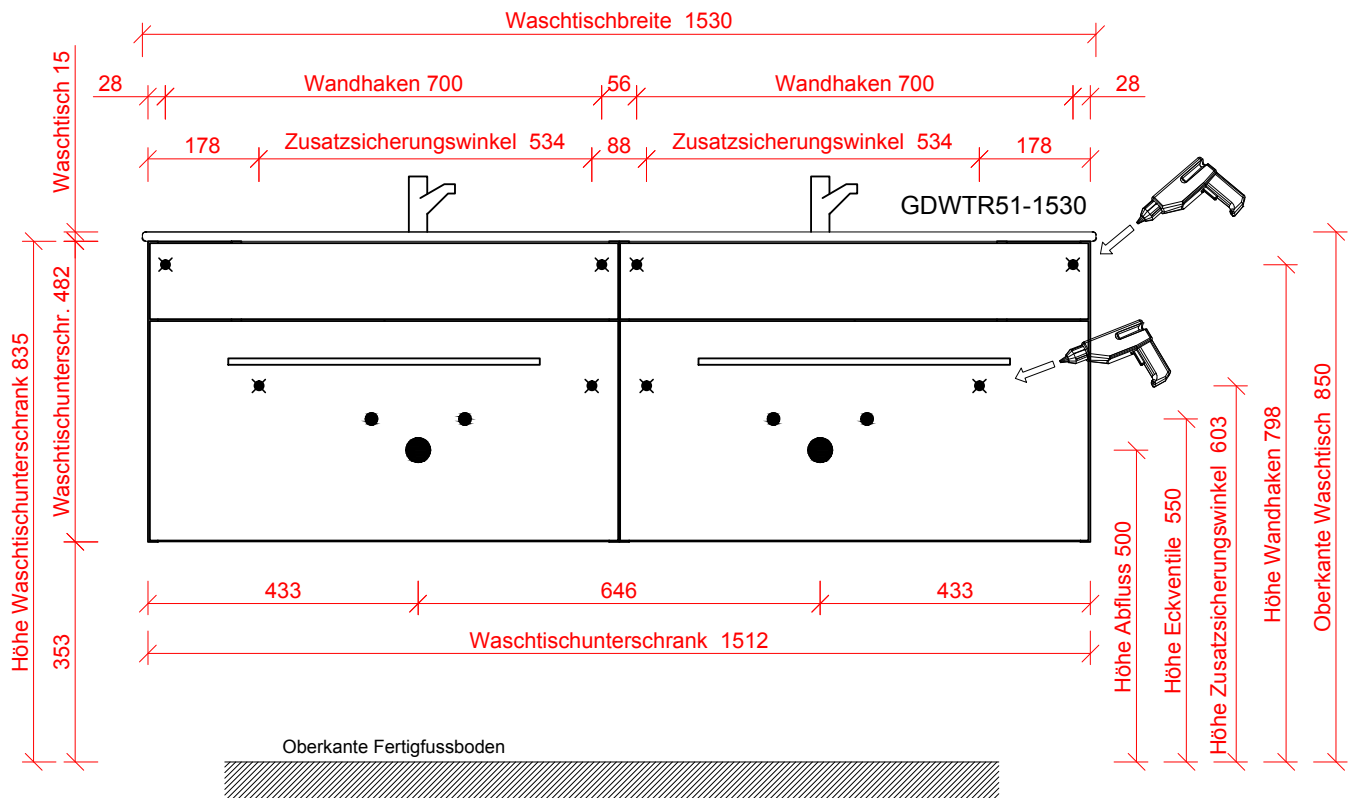 Waschtischbreite 1530
Waschtisch 15
28
Wandhaken 700
56
Wandhaken 700
28
178
Zusatzsicherungswinkel 534
88
Zusatzsicherungswinkel 534
178
GDWTR51-1530
Höhe Waschtischunterschrank 835
Waschtischunterschr. 482
353
433
646
433
Waschtischunterschrank 1512
Höhe Abfluss 500
Höhe Eckventile 550
Höhe Zusatzsicherungswinkel 603
Höhe Wandhaken 798
Oberkante Waschtisch 850
Oberkante Fertigfussboden